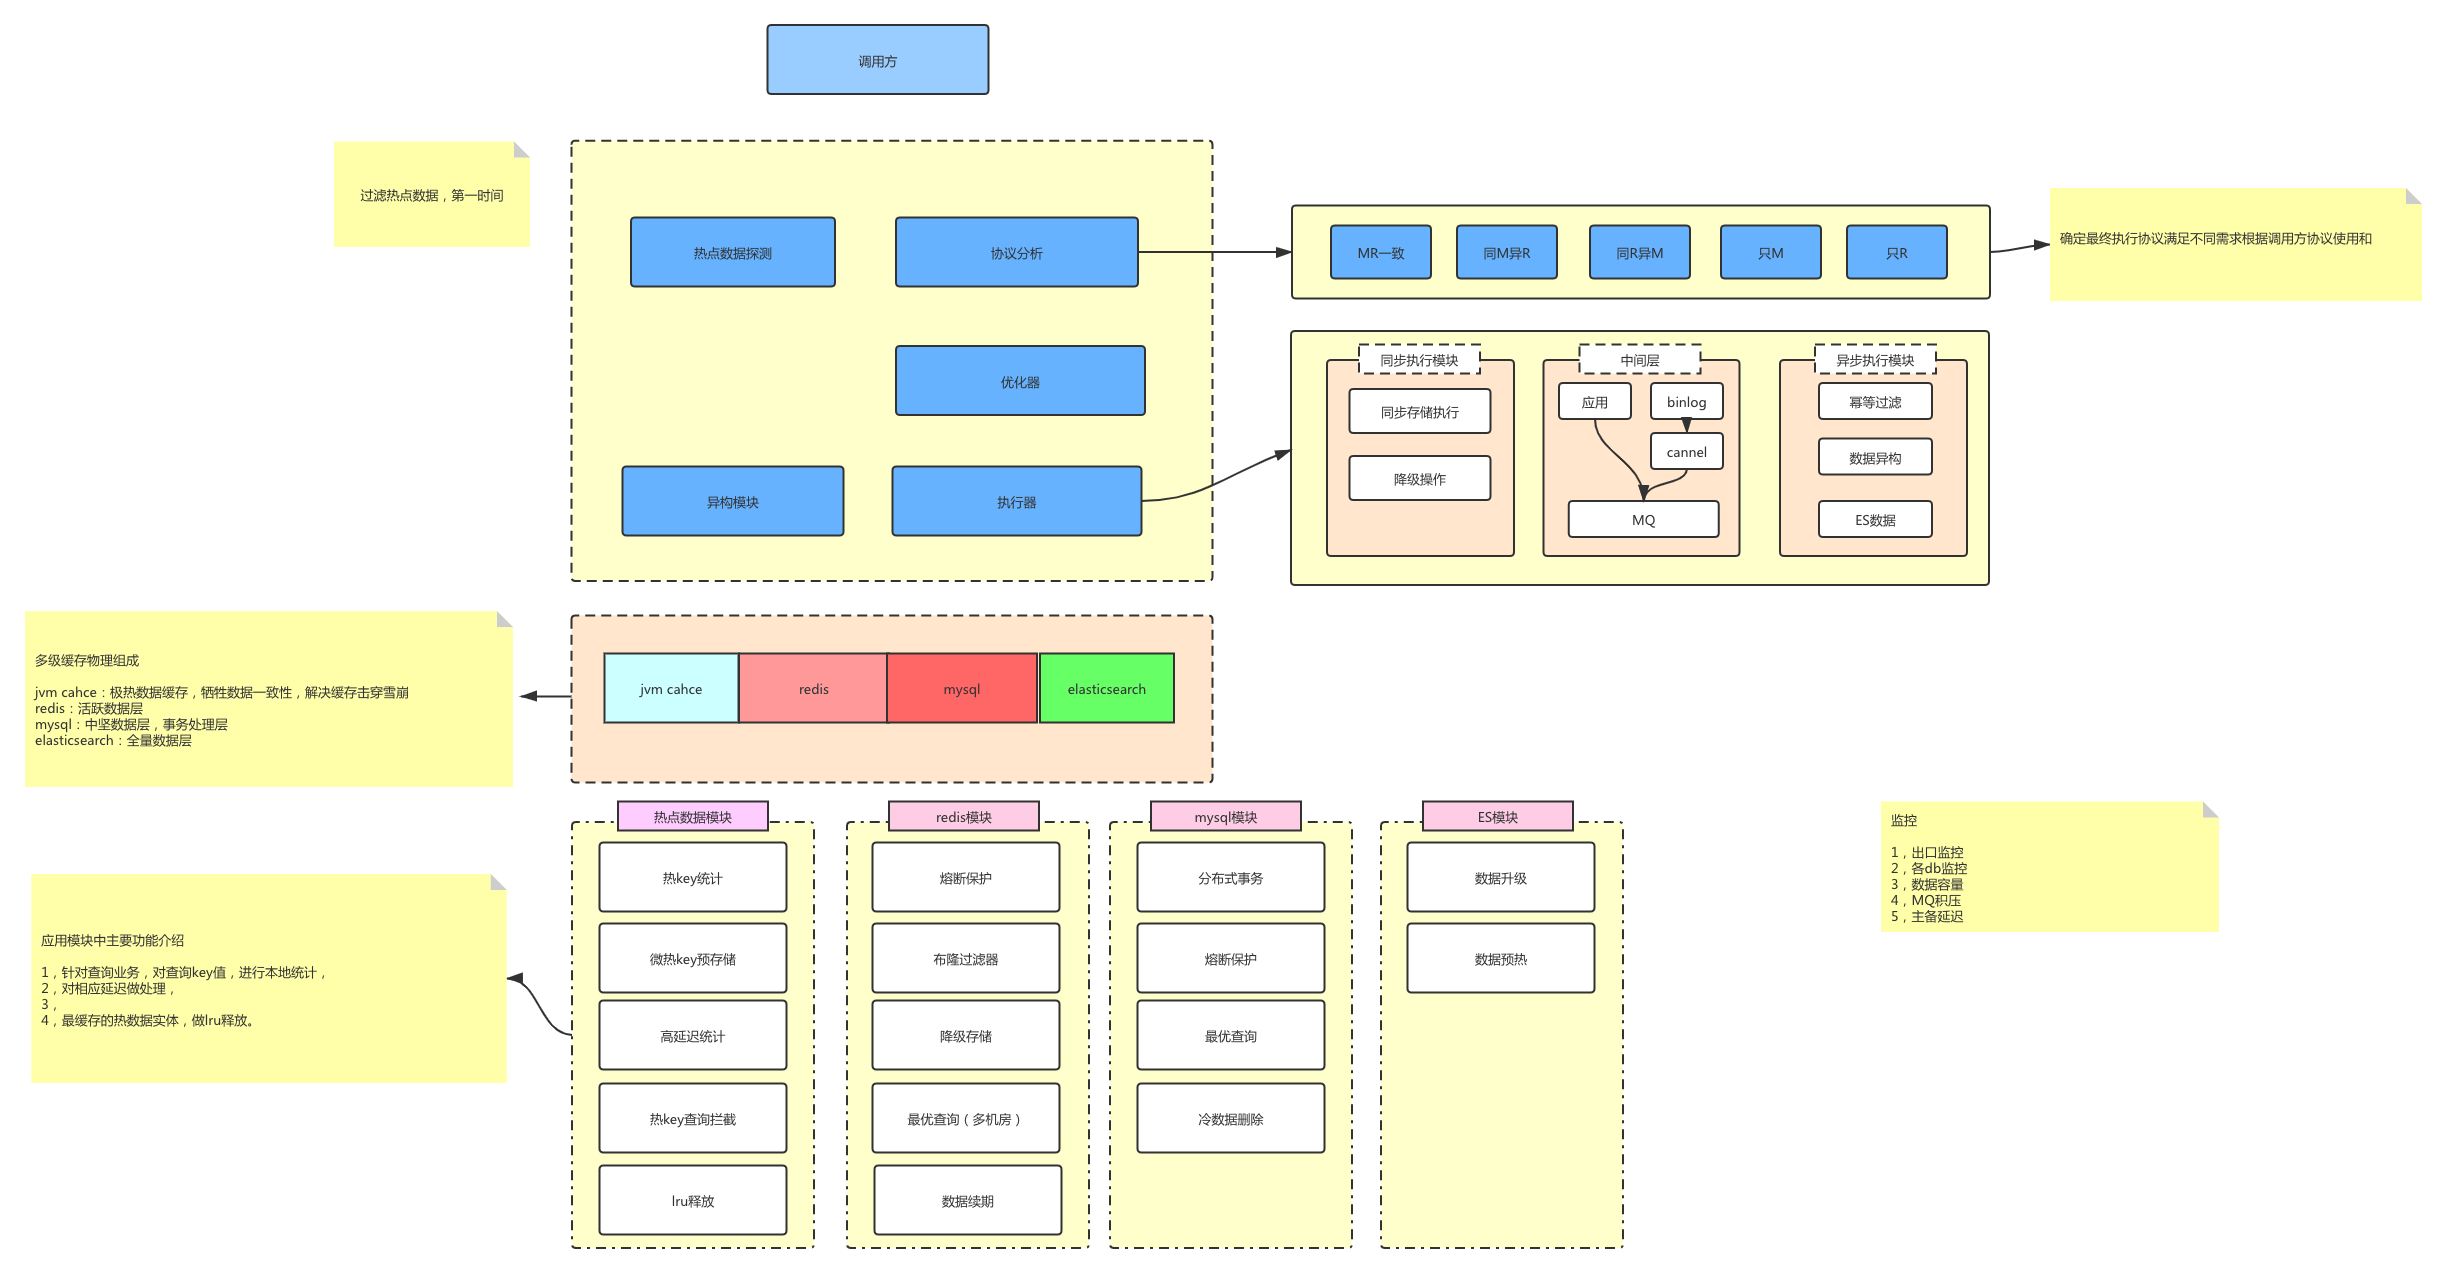 调用方
过滤热点数据，第一时间
热点数据探测
协议分析
MR一致
同M异R
同R异M
只M
只R
确定最终执行协议满足不同需求根据调用方协议使用和
优化器
异构模块
执行器
同步执行模块
同步存储执行
降级操作
中间层
应用
binlog
cannel
MQ
异步执行模块
幂等过滤
数据异构
ES数据
多级缓存物理组成
jvm cahce：极热数据缓存，牺牲数据一致性，解决缓存击穿雪崩
redis：活跃数据层
mysql：中坚数据层，事务处理层
elasticsearch：全量数据层
jvm cahce
redis
mysql
elasticsearch
热点数据模块
热key统计
微热key预存储
高延迟统计
热key查询拦截
lru释放
redis模块
熔断保护
布隆过滤器
降级存储
最优查询（多机房）
数据续期
mysql模块
分布式事务
熔断保护
最优查询
冷数据删除
ES模块
数据升级
数据预热
应用模块中主要功能介绍
1，针对查询业务，对查询key值，进行本地统计，
2，对相应延迟做处理，
3，
4，最缓存的热数据实体，做lru释放。
监控
1，出口监控
2，各db监控
3，数据容量
4，MQ积压
5，主备延迟